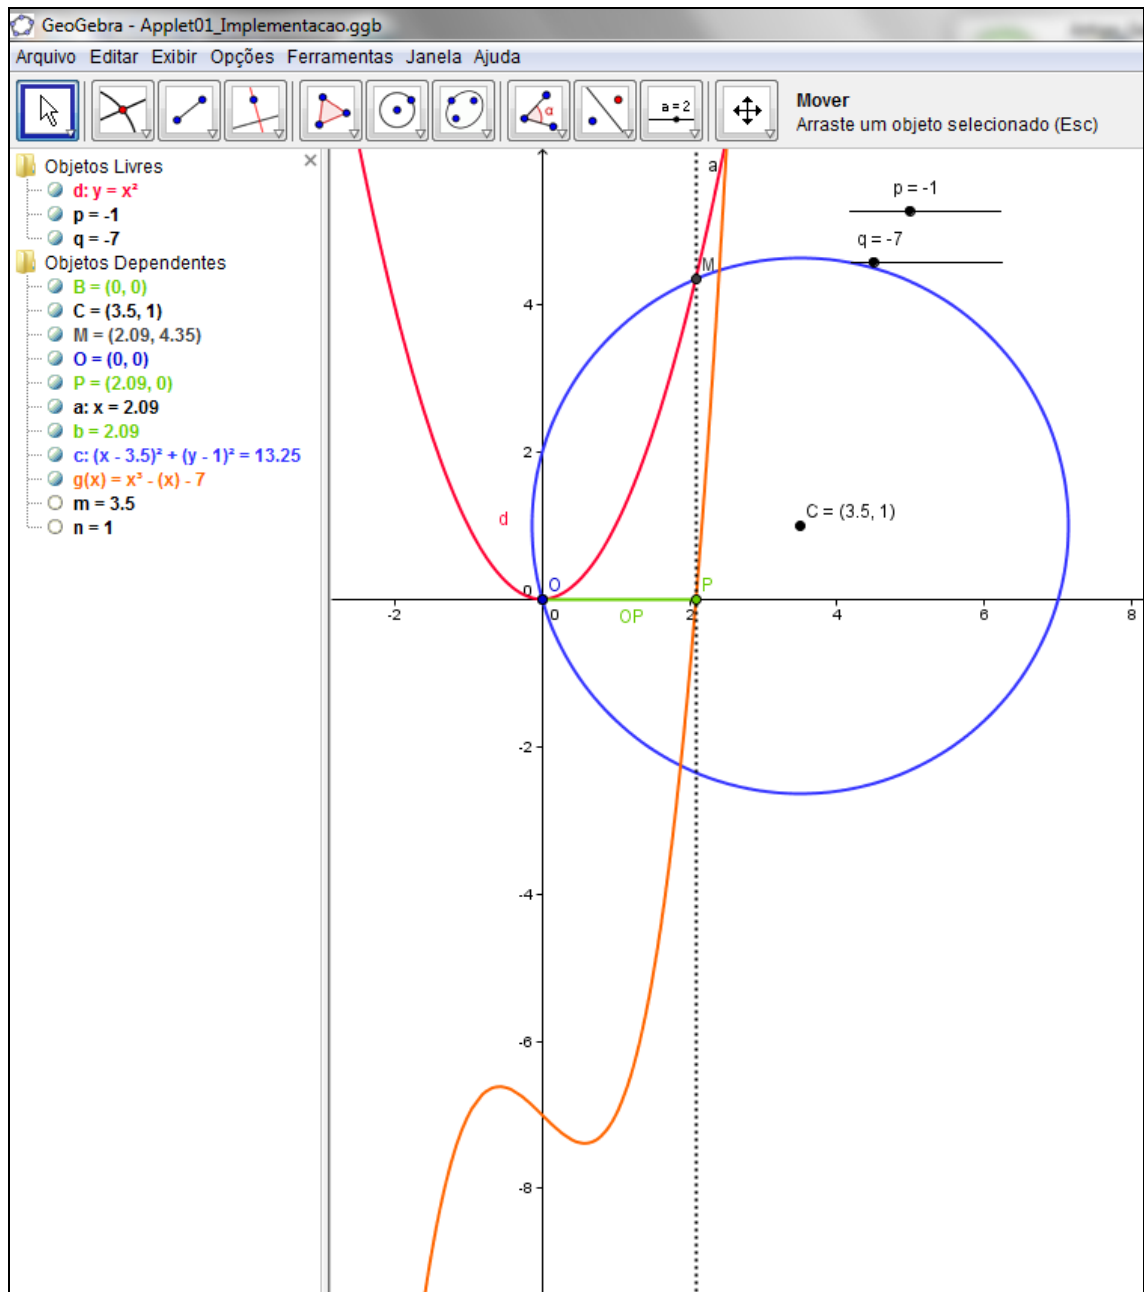 GeoGebra - Applet01_Implementacao.ggb
Arquivo Editar Exibir Opções Ferramentas Janela Ajuda
α
a = 2
Mover
Arraste um objeto selecionado (Esc)
Objetos Livres
d: y = x²
p = -1
q = -7
Objetos Dependentes
B = (0, 0)
C = (3.5, 1)
M = (2.09, 4.35)
O = (0, 0)
P = (2.09, 0)
a: x = 2.09
b = 2.09
c: (x - 3.5)² + (y - 1)² = 13.25
g(x) = x³ - (x) - 7
m = 3.5
n = 1
a
p = -1
q = -7
M
4
2
d
C = (3.5, 1)
0 O P
-2 0 2 4 6 8
OP
-2
-4
-6
-8